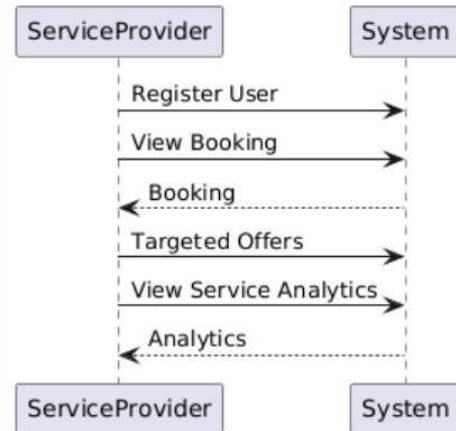 ServiceProvider System
Register User
View Booking
Booking
Targeted Offers
View Service Analytics
Analytics
ServiceProvider System